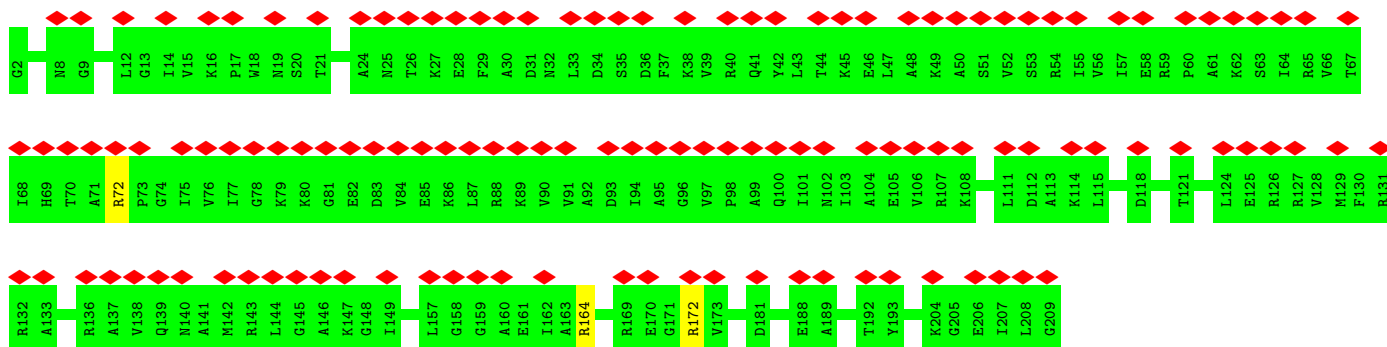 G2 N8 G9 L12 G13 I14 V15 K16 P17 W18 N19 S20 T21 A24 N25 T26 K27 E28 F29 A30 D31 N32 L33 D34 S35 D36 F37 K38 V39 R40 Q41 Y42 L43 T44 K45 E46 L47 A48 K49 A50 S51 V52 S53 R54 I55 V56 I57 E58 R59 P60 A61 K62 S63 I64 R65 V66 T67
I68 H69 T70 A71 R72 P73 G74 I75 V76 I77 G78 K79 K80 G81 E82 D83 V84 E85 K86 L87 R88 K89 V90 V91 A92 D93 I94 A95 G96 V97 P98 A99 Q100 I101 N102 I103 A104 E105 V106 R107 K108 L111 D112 A113 K114 L115 D118 T121 L124 E125 R126 R127 V128 M129 F130 R131
R132 A133 R136 A137 V138 Q139 N140 A141 M142 R143 L144 G145 A146 K147 G148 I149 L157 G158 G159 A160 E161 I162 A163 R164 R169 E170 G171 R172 V173 D181 E188 A189 T192 Y193 K204 G205 E206 I207 L208 G209